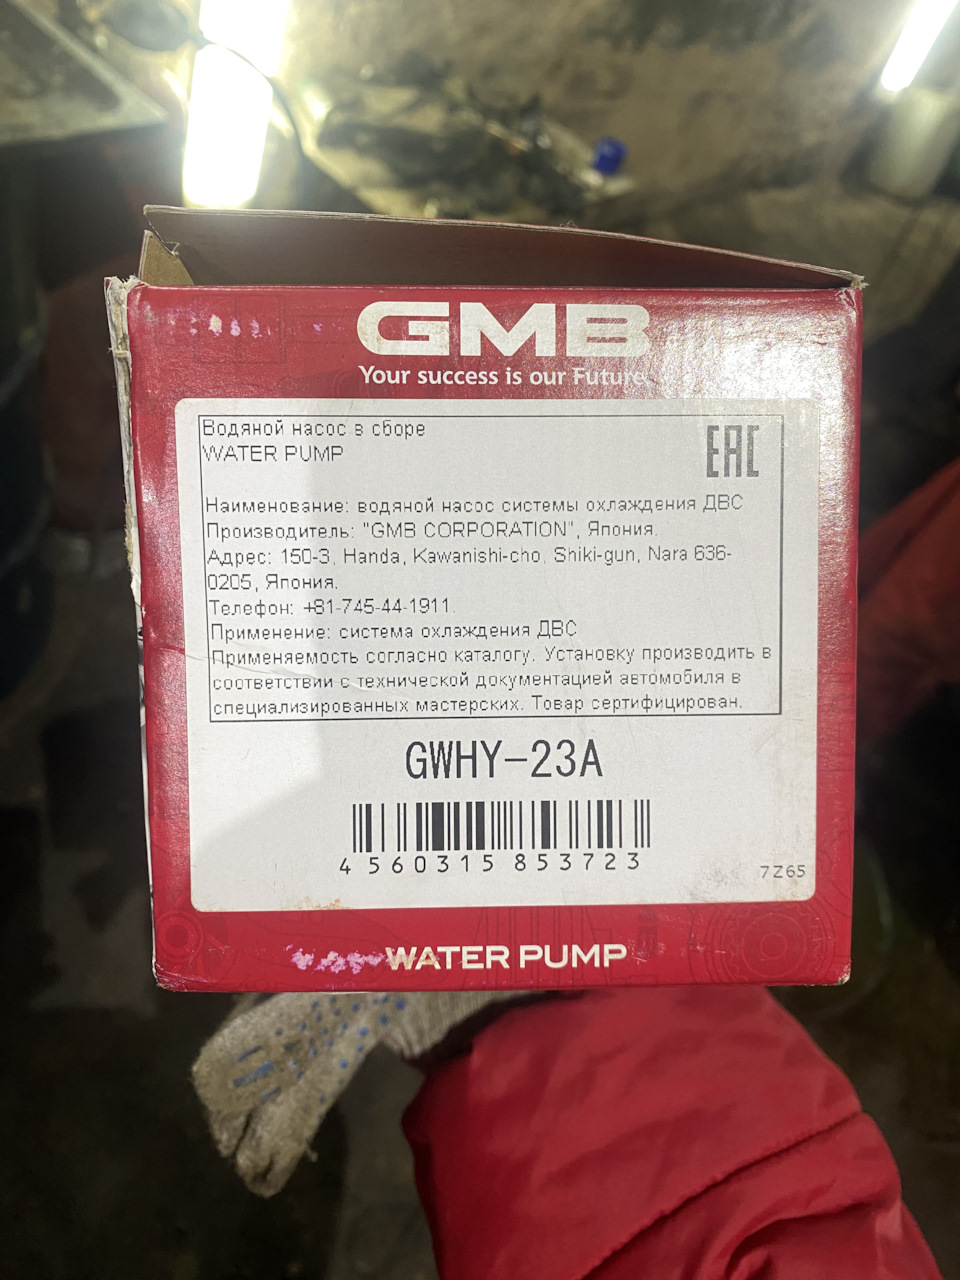 GMB
Your success is our Future
Водяной насос в сборе
WATER PUMP
EAC
Наименование: водяной насос системы охлаждения ДВС
Производитель: "GMB CORPORATION", Япония.
Адрес: 150-3, Handa, Kawanishi-cho, Shiki-gun, Nara 636-
0205, Япония.
Телефон: +81-745-44-1911.
Применение: система охлаждения ДВС
Применяемость согласно каталогу. Установку производить в
соответствии с технической документацией автомобиля в
специализированных мастерских. Товар сертифицирован.
GWHY-23A
4 560315 853723
7Z65
WATER PUMP